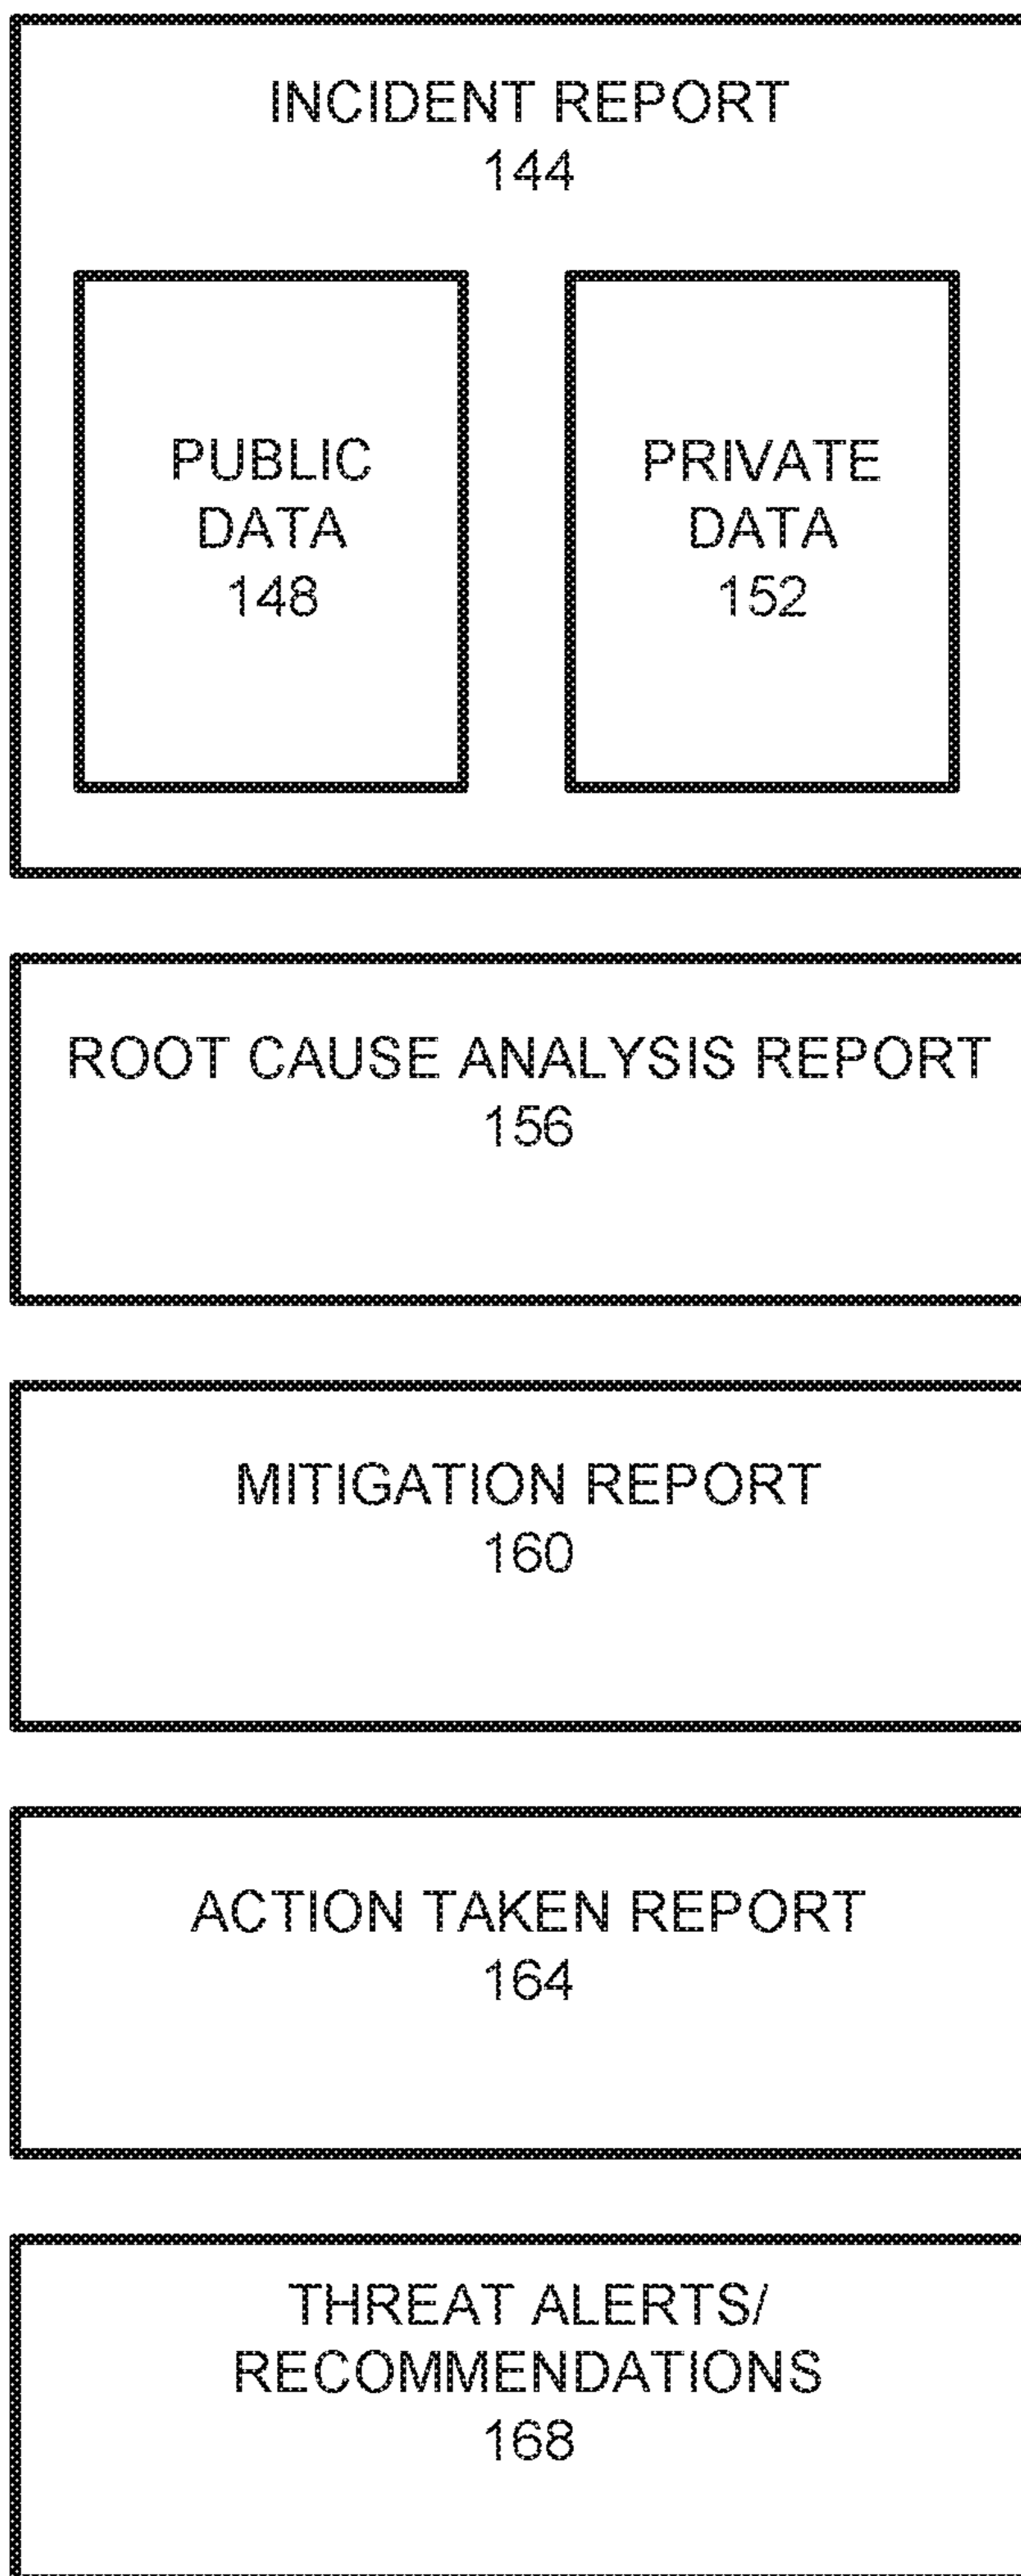 INCIDENT REPORT
144
PUBLIC
DATA
148
PRIVATE
DATA
152
ROOT CAUSE ANALYSIS REPORT
156
MITIGATION REPORT
160
ACTION TAKEN REPORT
164
THREAT ALERTS/
RECOMMENDATIONS
168